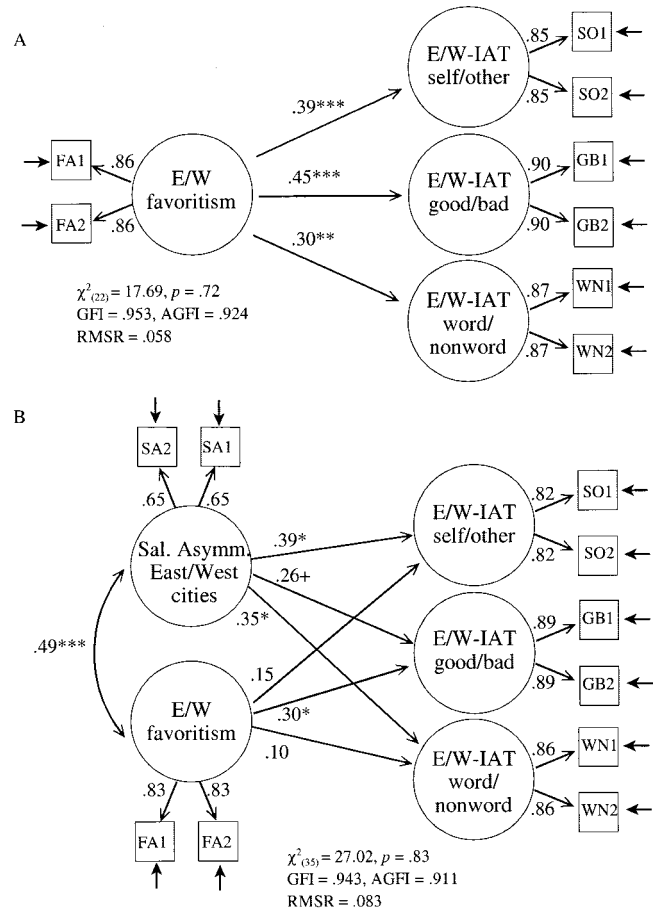 A
.85
SO1
E/W-IAT
self/other
.85
SO2
.39***
FA1
.86
E/W
favoritism
FA2
.86
.45***
.90
GB1
E/W-IAT
good/bad
.90
GB2
.30**
χ²(22) = 17.69, p = .72
GFI = .953, AGFI = .924
RMSR = .058
.87
WN1
E/W-IAT
word/
nonword
.87
WN2
B
SA2
SA1
.65
.65
Sal. Asymm.
East/West
cities
.39*
.26+
.35*
.82
SO1
E/W-IAT
self/other
.82
SO2
.49***
.89
GB1
E/W-IAT
good/bad
.89
GB2
E/W
favoritism
.15
.30*
.10
.86
WN1
E/W-IAT
word/
nonword
.86
WN2
.83
.83
FA1
FA2
χ²(35) = 27.02, p = .83
GFI = .943, AGFI = .911
RMSR = .083